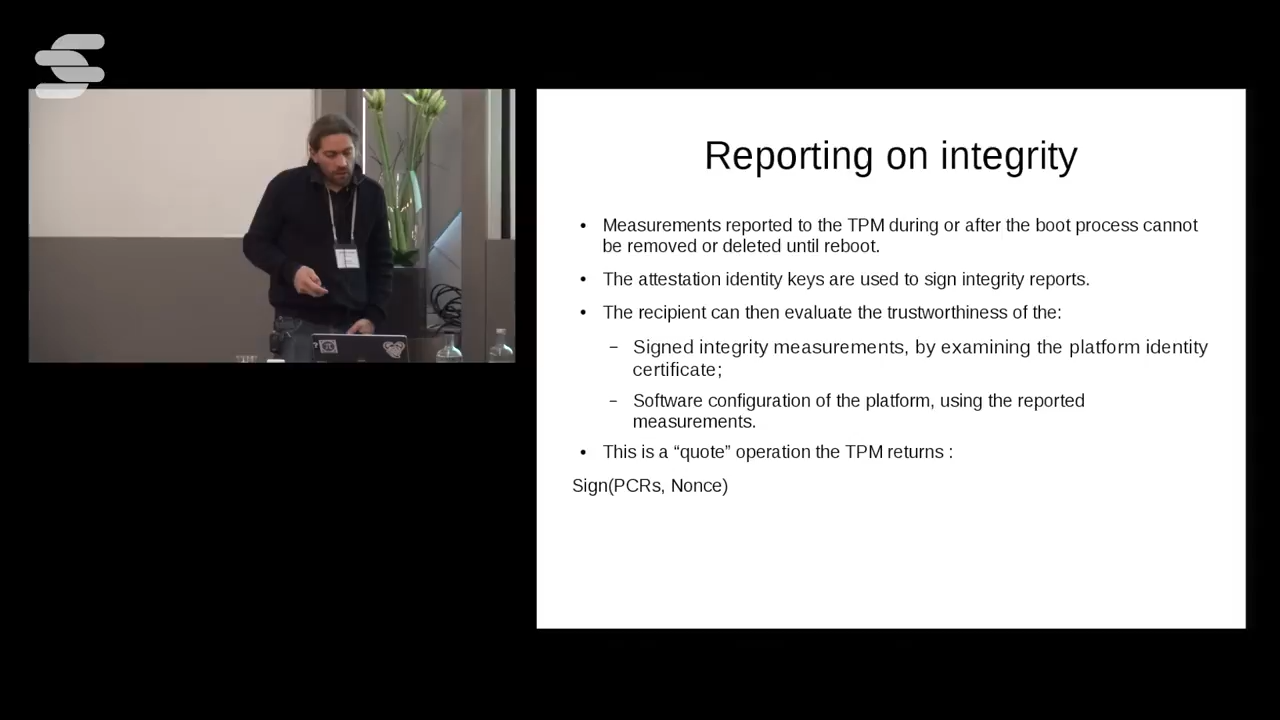 Reporting on integrity
• Measurements reported to the TPM during or after the boot process cannot
be removed or deleted until reboot.
• The attestation identity keys are used to sign integrity reports.
• The recipient can then evaluate the trustworthiness of the:
– Signed integrity measurements, by examining the platform identity
certificate;
– Software configuration of the platform, using the reported
measurements.
• This is a “quote” operation the TPM returns :
Sign(PCRs, Nonce)